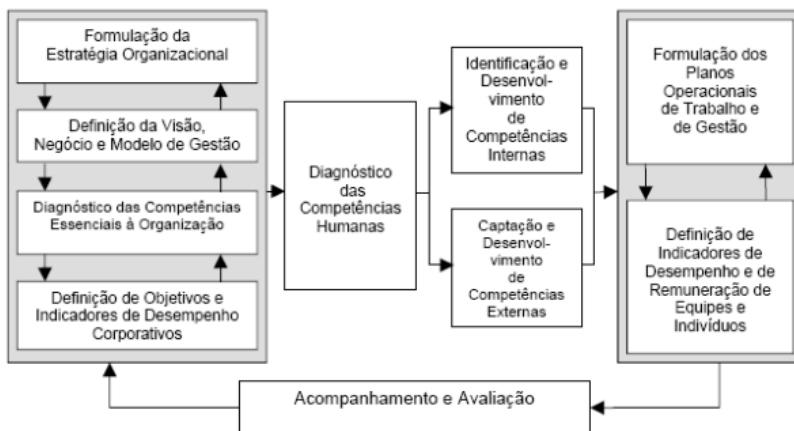 Formulação da
Estratégia Organizacional
Definição da Visão,
Negócio e Modelo de Gestão
Diagnóstico das Competências
Essenciais à Organização
Definição de Objetivos e
Indicadores de Desempenho
Corporativos
Diagnóstico
das
Competências
Humanas
Identificação e
Desenvol-
vimento
de
Competências
Internas
Captação e
Desenvol-
vimento
de
Competências
Externas
Formulação dos
Planos
Operacionais
de Trabalho e
de Gestão
Definição de
Indicadores de
Desempenho e de
Remuneração de
Equipes e
Indivíduos
Acompanhamento e Avaliação